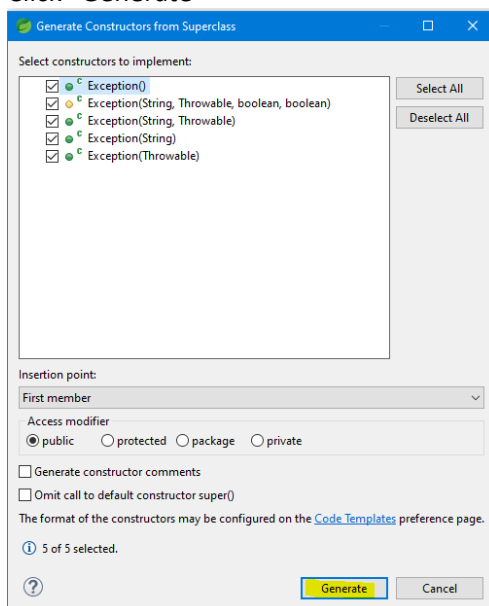 Click "Generate"
Generate Constructors from Superclass
Select constructors to implement:
C Exception()
C Exception(String, Throwable, boolean, boolean)
C Exception(String, Throwable)
C Exception(String)
C Exception(Throwable)
Select All
Deselect All
Insertion point:
First member
Access modifier
public protected package private
Generate constructor comments
Omit call to default constructor super()
The format of the constructors may be configured on the Code Templates preference page.
i 5 of 5 selected.
? Generate Cancel